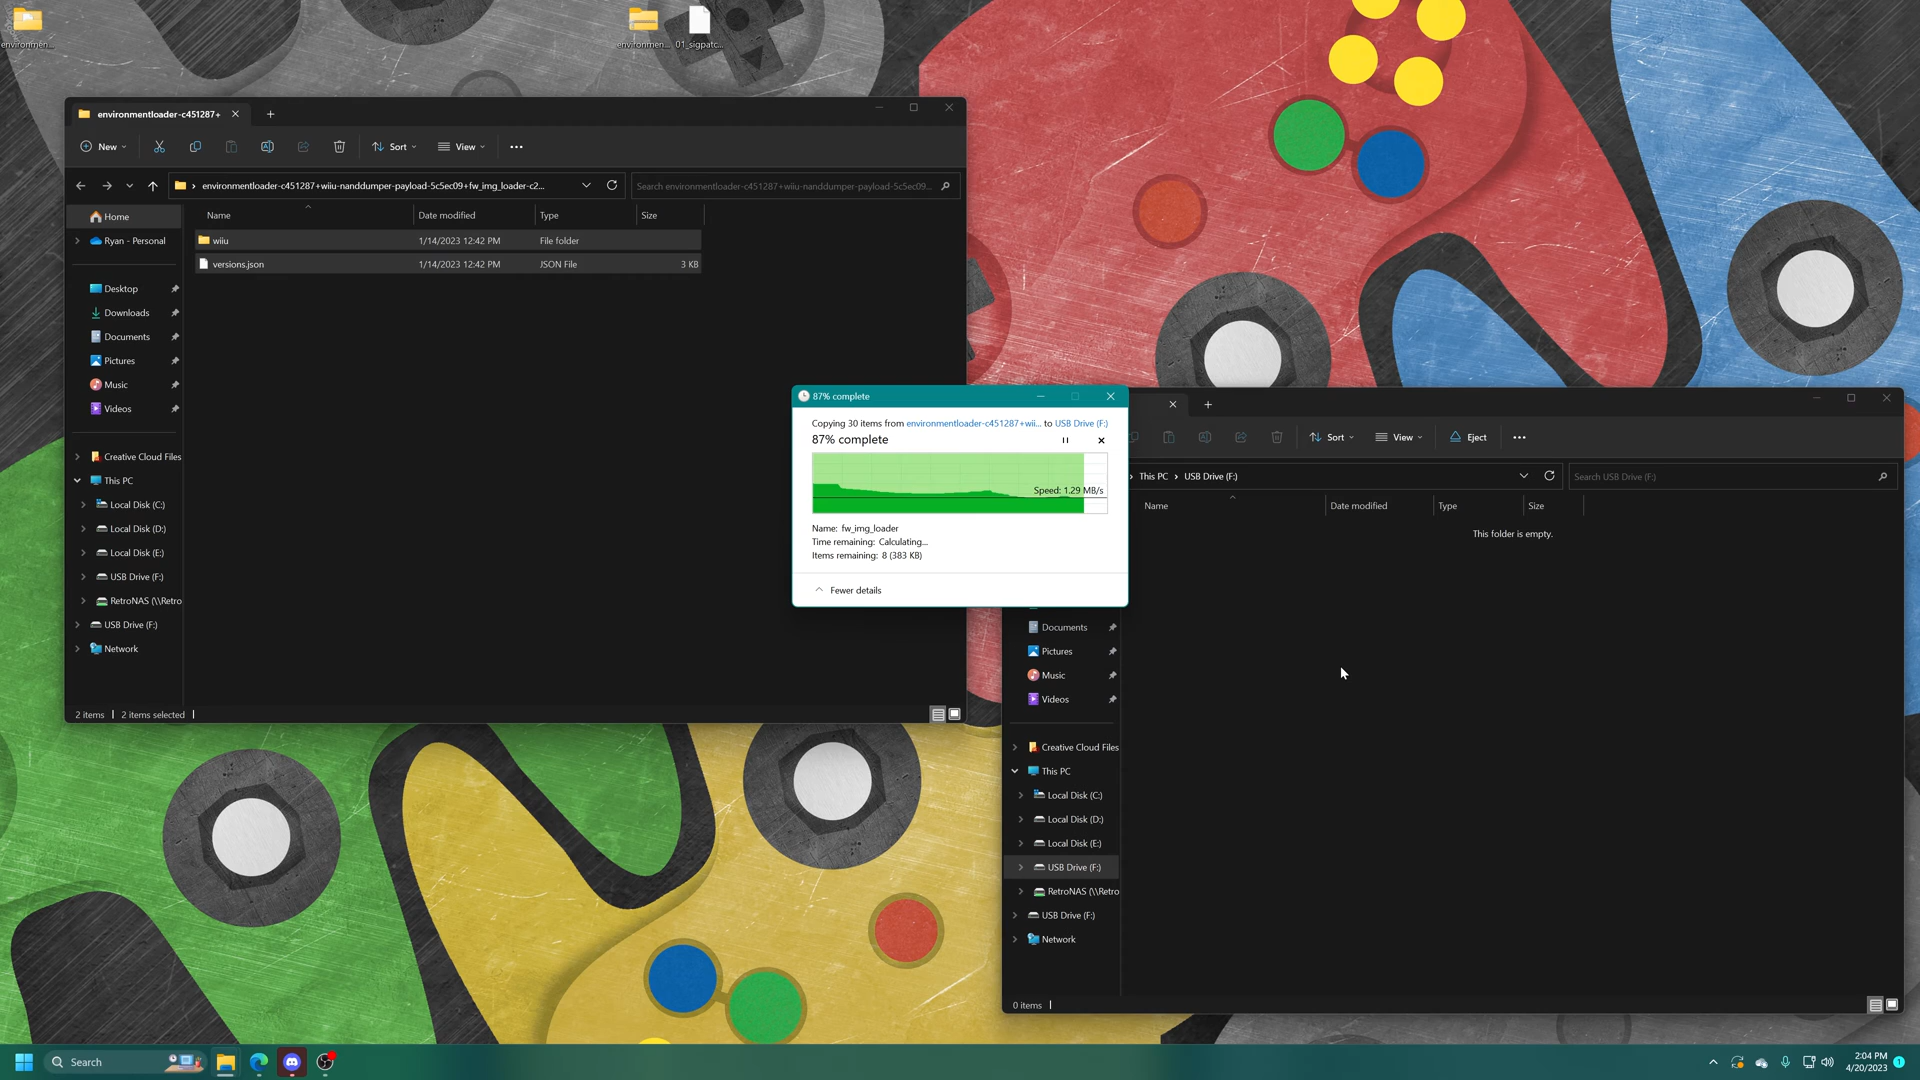 environmen...
environmen...
01_sigpatc...
environmentloader-c451287+
New
Sort
View
environmentloader-c451287+wiiu-nanddumper-payload-5c5ec09+fw_img_loader-c2...
Search environmentloader-c451287+wiiu-nanddumper-payload-5c5ec09...
Name
Date modified
Type
Size
Home
wiiu
1/14/2023 12:42 PM
File folder
Ryan - Personal
versions.json
1/14/2023 12:42 PM
JSON File
3 KB
Desktop
Downloads
Documents
Pictures
Music
Videos
Creative Cloud Files
This PC
Local Disk (C:)
Local Disk (D:)
Local Disk (E:)
USB Drive (F:)
RetroNAS (\\Retro
USB Drive (F:)
Network
2 items
2 items selected
87% complete
Copying 30 items from environmentloader-c451287+wii... to USB Drive (F:)
87% complete
Speed: 1.29 MB/s
Name: fw_img_loader
Time remaining: Calculating...
Items remaining: 8 (383 KB)
Fewer details
Sort
View
Eject
This PC
USB Drive (F:)
Search USB Drive (F:)
Name
Date modified
Type
Size
This folder is empty.
Documents
Pictures
Music
Videos
Creative Cloud Files
This PC
Local Disk (C:)
Local Disk (D:)
Local Disk (E:)
USB Drive (F:)
RetroNAS (\\Retro
USB Drive (F:)
Network
0 items
Search
2:04 PM
4/20/2023
1